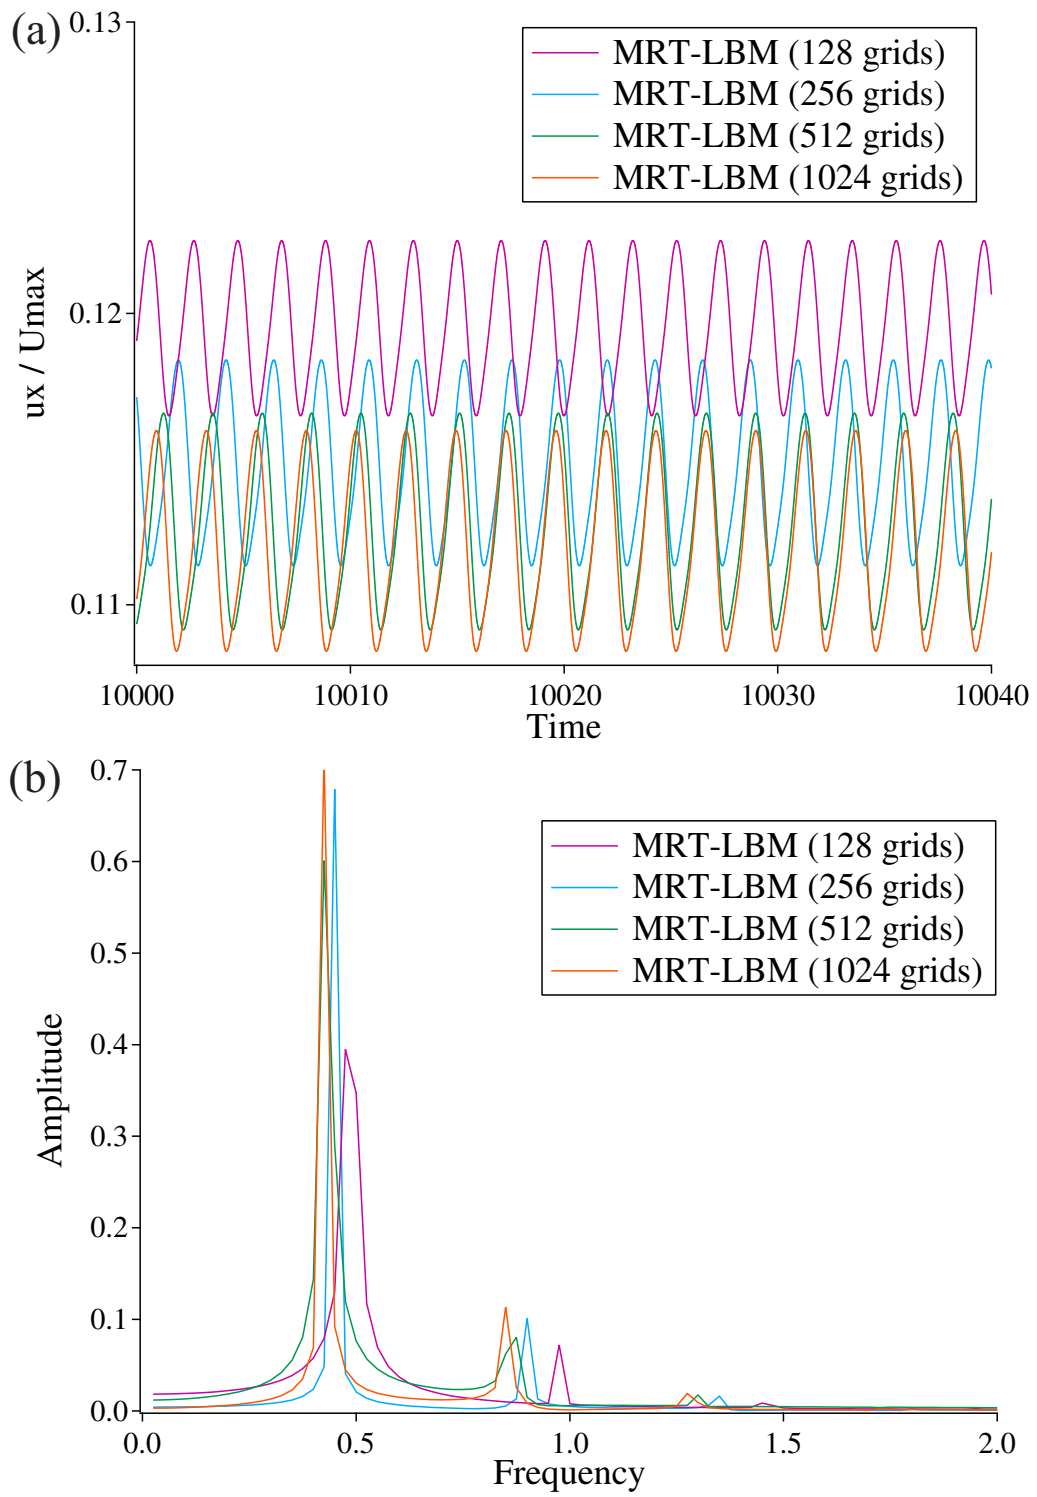 (a)
0.13
MRT-LBM (128 grids)
MRT-LBM (256 grids)
MRT-LBM (512 grids)
MRT-LBM (1024 grids)
ux / Umax
0.12
0.11
10000 10010 10020 10030 10040
Time
(b)
0.7
MRT-LBM (128 grids)
MRT-LBM (256 grids)
MRT-LBM (512 grids)
MRT-LBM (1024 grids)
0.6
0.5
0.4
Amplitude
0.3
0.2
0.1
0.0
0.0 0.5 1.0 1.5 2.0
Frequency